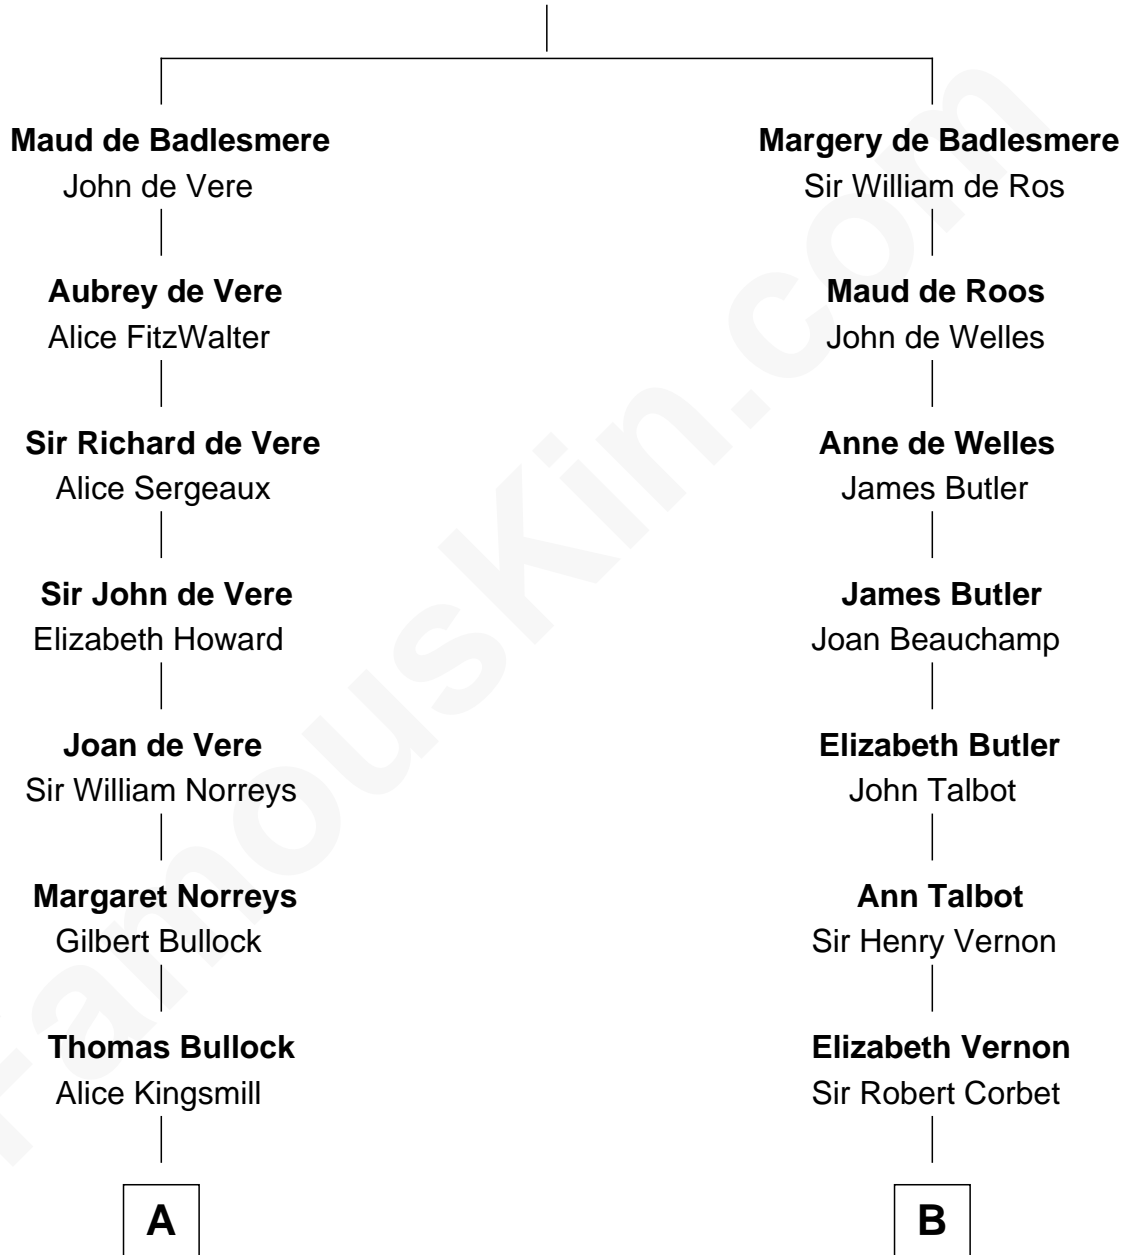 Maud de Badlesmere
John de Vere
Margery de Badlesmere
Sir William de Ros
Aubrey de Vere
Alice FitzWalter
Maud de Roos
John de Welles
Sir Richard de Vere
Alice Sergeaux
Anne de Welles
James Butler
Sir John de Vere
Elizabeth Howard
James Butler
Joan Beauchamp
Joan de Vere
Sir William Norreys
Elizabeth Butler
John Talbot
Margaret Norreys
Gilbert Bullock
Ann Talbot
Sir Henry Vernon
Thomas Bullock
Alice Kingsmill
Elizabeth Vernon
Sir Robert Corbet
A
B
FamousKin.com